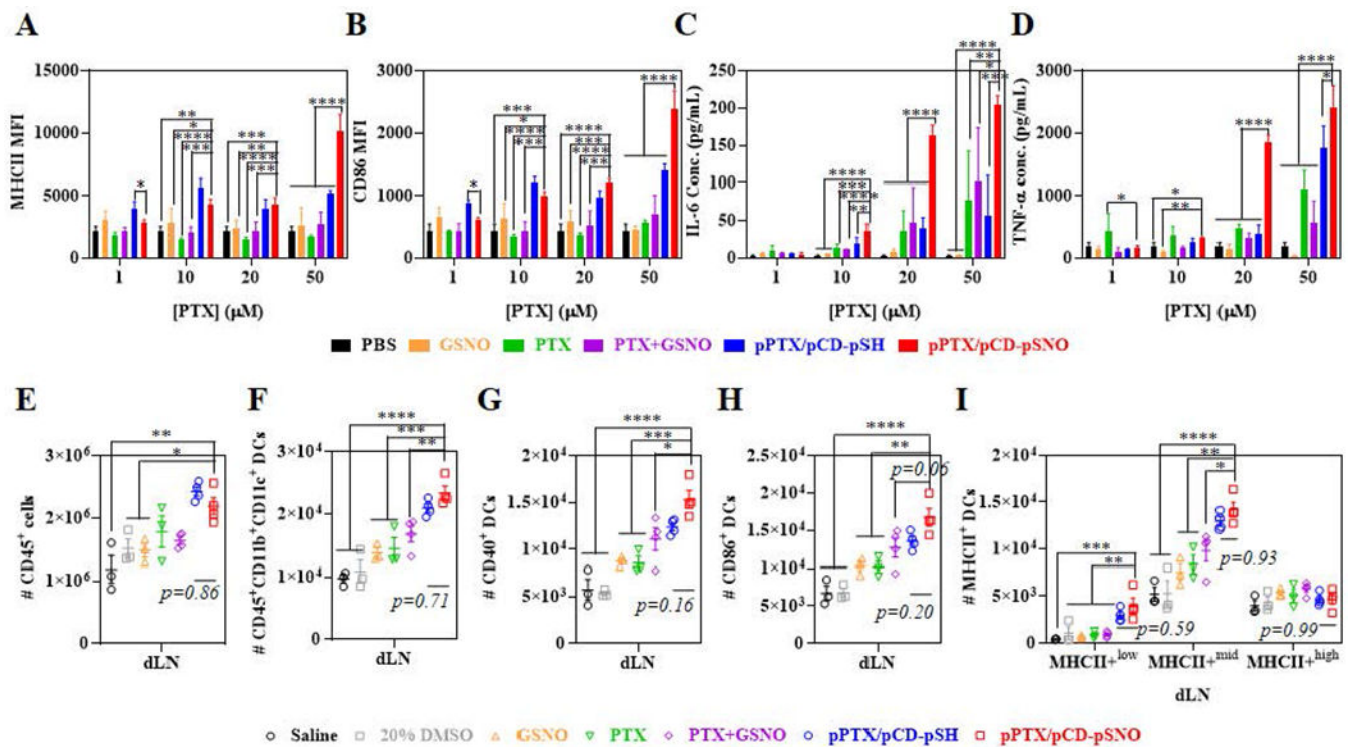 A
B
C
D
MHCII MFI
15000
10000
5000
0
1
10
20
50
[PTX] (μM)
*
**
*
****
***
***
****
***
****
CD86 MFI
3000
2000
1000
0
1
10
20
50
[PTX] (μM)
*
***
*
****
***
****
****
****
***
****
IL-6 Conc. (pg/mL)
250
200
150
100
50
0
1
10
20
50
[PTX] (μM)
****
****
**
****
****
**
*
TNF-α conc. (pg/mL)
3000
2000
1000
0
1
10
20
50
[PTX] (μM)
*
*
**
****
****
*
PBS
GSNO
PTX
PTX+GSNO
pPTX/pCD-pSH
pPTX/pCD-pSNO
E
F
G
H
I
# CD45⁺ cells
3×10⁶
2×10⁶
1×10⁶
0
**
*
p=0.86
dLN
# CD45⁺CD11b⁺CD11c⁺ DCs
3×10⁴
2×10⁴
1×10⁴
0
****
***
**
p=0.71
dLN
# CD40⁺ DCs
2×10⁴
1.5×10⁴
1×10⁴
5×10³
0
****
***
*
p=0.16
dLN
# CD86⁺ DCs
2.5×10⁴
2×10⁴
1.5×10⁴
1×10⁴
5×10³
0
****
**
p=0.06
p=0.20
dLN
# MHCII⁺ DCs
2×10⁴
1.5×10⁴
1×10⁴
5×10³
0
***
**
****
**
*
p=0.93
p=0.59
p=0.99
MHCII+low
MHCII+mid
MHCII+high
dLN
Saline
20% DMSO
GSNO
PTX
PTX+GSNO
pPTX/pCD-pSH
pPTX/pCD-pSNO